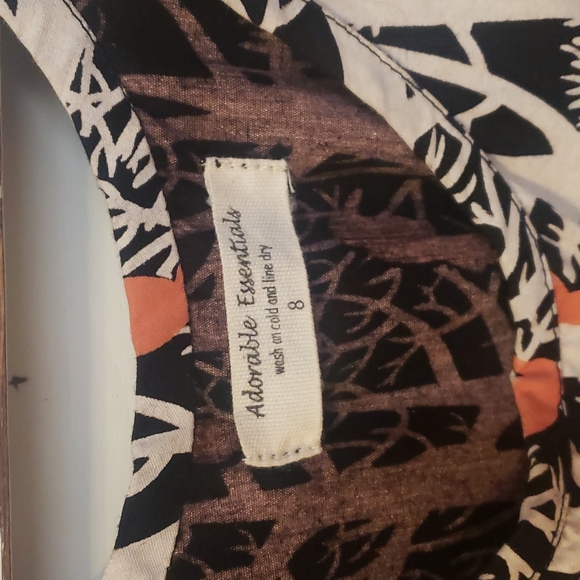 Adorable Essentials
wash on cold and line dry
8